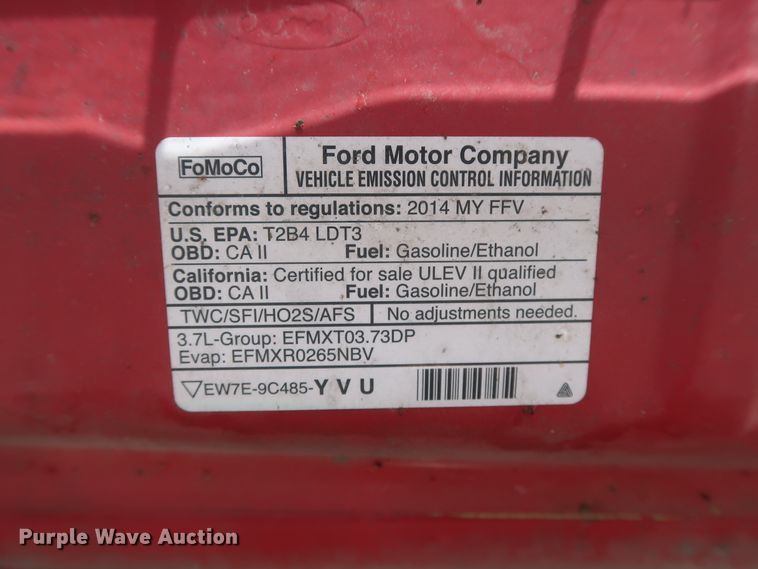 Ford
FoMoCo
Ford Motor Company
VEHICLE EMISSION CONTROL INFORMATION
Conforms to regulations: 2014 MY FFV
U.S. EPA: T2B4 LDT3
OBD: CA II Fuel: Gasoline/Ethanol
California: Certified for sale ULEV II qualified
OBD: CA II Fuel: Gasoline/Ethanol
TWC/SFI/HO2S/AFS No adjustments needed.
3.7L-Group: EFMXT03.73DP
Evap: EFMXR0265NBV
EW7E-9C485-Y V U
Purple Wave Auction